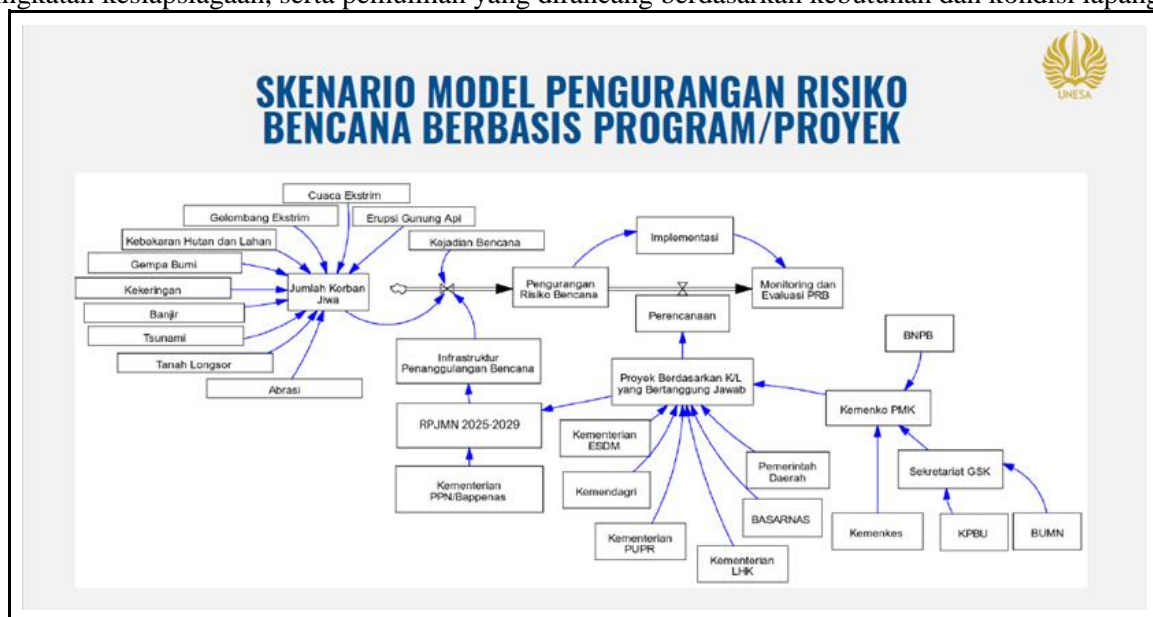 ingkatan kesiapsiagaan, serta pemulihan yang dirancang berdasarkan kebutuhan dan kondisi lapang
UNESA
SKENARIO MODEL PENGURANGAN RISIKO
BENCANA BERBASIS PROGRAM/PROYEK
Cuaca Ekstrim
Gelombang Ekstrim
Erupsi Gunung Api
Kebakaran Hutan dan Lahan
Kejadian Bencana
Implementasi
Gempa Bumi
Kekeringan
Jumlah Korban
Jiwa
Pengurangan
Risiko Bencana
Monitoring dan
Evaluasi PRB
Banjir
Tsunami
Tanah Longsor
Abrasi
Perencanaan
BNPB
Infrastruktur
Penanggulangan Bencana
Proyek Berdasarkan K/L
yang Bertanggung Jawab
Kemenko PMK
RPJMN 2025-2029
Kementerian
ESDM
Pemerintah
Daerah
Sekretariat GSK
Kementerian
PPN/Bappenas
Kemendagri
BASARNAS
Kementerian
PUPR
Kementerian
LHK
Kemenkes
KPBU
BUMN